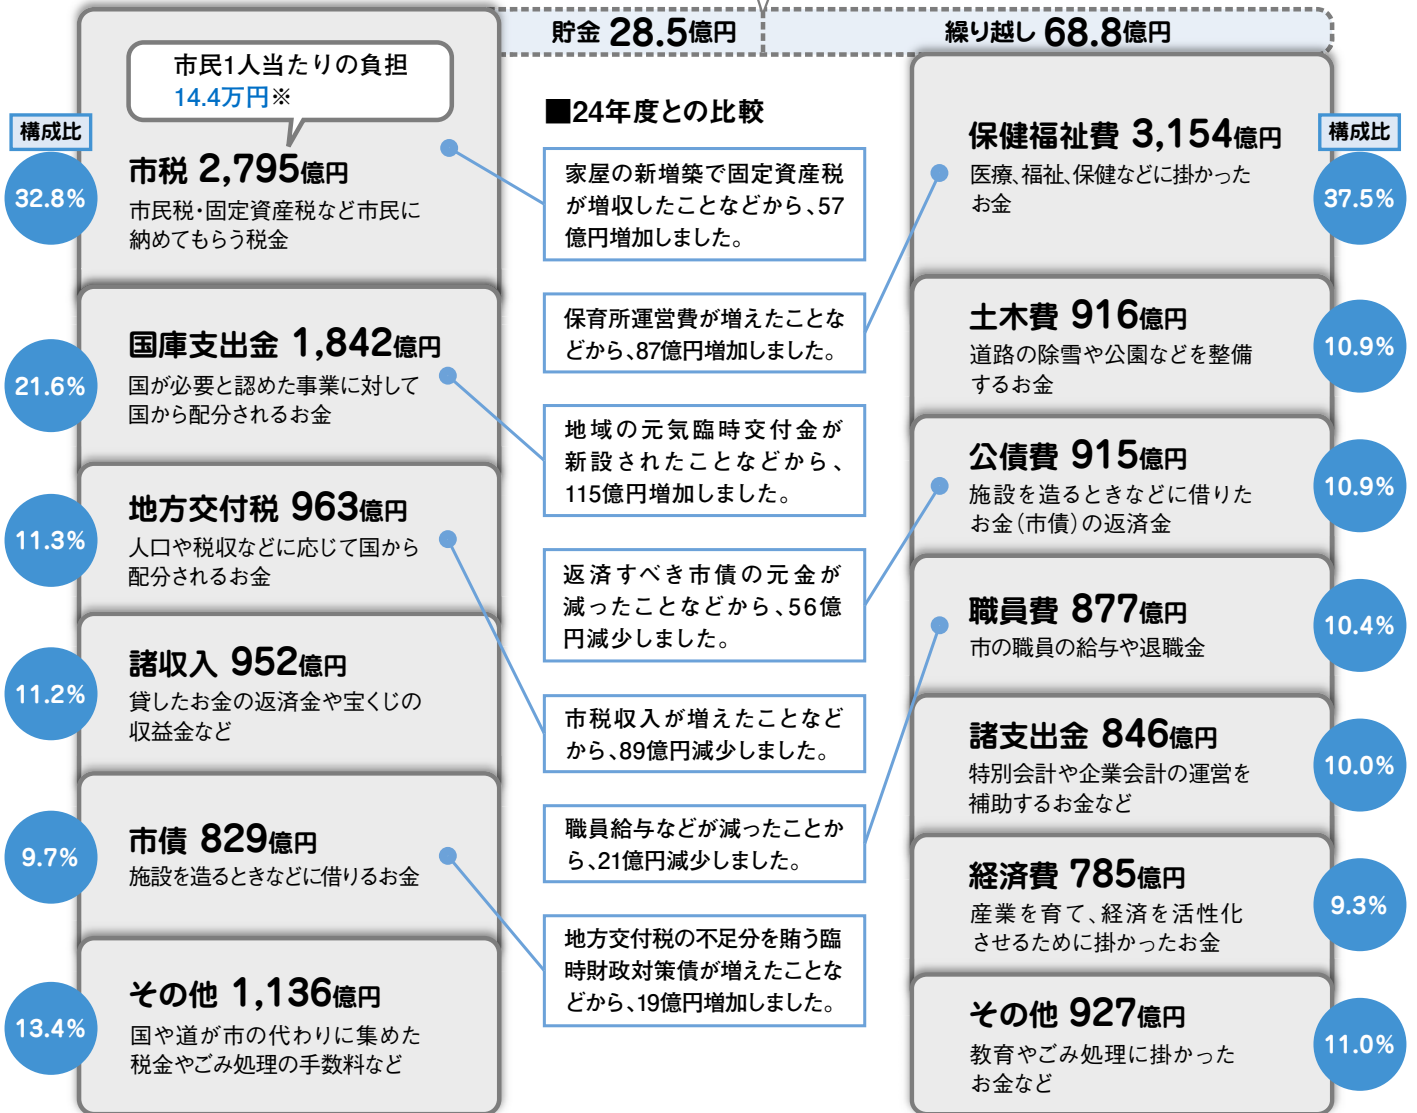 貯金 28.5億円
繰り越し 68.8億円
市民1人当たりの負担
14.4万円※
構成比
32.8%
市税 2,795億円
市民税・固定資産税など市民に
納めてもらう税金
21.6%
国庫支出金 1,842億円
国が必要と認めた事業に対して
国から配分されるお金
11.3%
地方交付税 963億円
人口や税収などに応じて国から
配分されるお金
11.2%
諸収入 952億円
貸したお金の返済金や宝くじの
収益金など
9.7%
市債 829億円
施設を造るときなどに借りるお金
13.4%
その他 1,136億円
国や道が市の代わりに集めた
税金やごみ処理の手数料など
■24年度との比較
家屋の新増築で固定資産税
が増収したことなどから、57
億円増加しました。
保育所運営費が増えたことな
どから、87億円増加しました。
地域の元気臨時交付金が
新設されたことなどから、
115億円増加しました。
返済すべき市債の元金が
減ったことなどから、56億
円減少しました。
市税収入が増えたことなど
から、89億円減少しました。
職員給与などが減ったことか
ら、21億円減少しました。
地方交付税の不足分を賄う臨
時財政対策債が増えたことな
どから、19億円増加しました。
構成比
保健福祉費 3,154億円
医療、福祉、保健などに掛かった
お金
37.5%
土木費 916億円
道路の除雪や公園などを整備
するお金
10.9%
公債費 915億円
施設を造るときなどに借りた
お金(市債)の返済金
10.9%
職員費 877億円
市の職員の給与や退職金
10.4%
諸支出金 846億円
特別会計や企業会計の運営を
補助するお金など
10.0%
経済費 785億円
産業を育て、経済を活性化
させるために掛かったお金
9.3%
その他 927億円
教育やごみ処理に掛かった
お金など
11.0%